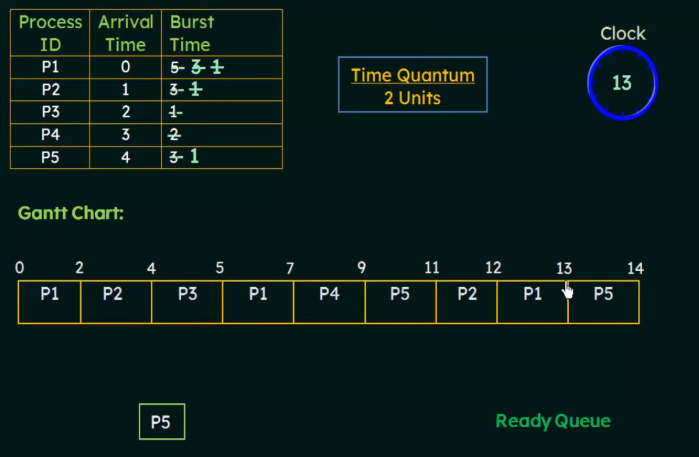 Process Arrival Burst
ID Time Time
P1 0 5 3 1
P2 1 3 1
P3 2 1
P4 3 2
P5 4 3 1
Time Quantum
2 Units
Clock
13
Gantt Chart:
0 2 4 5 7 9 11 12 13 14
P1 P2 P3 P1 P4 P5 P2 P1 P5
P5
Ready Queue